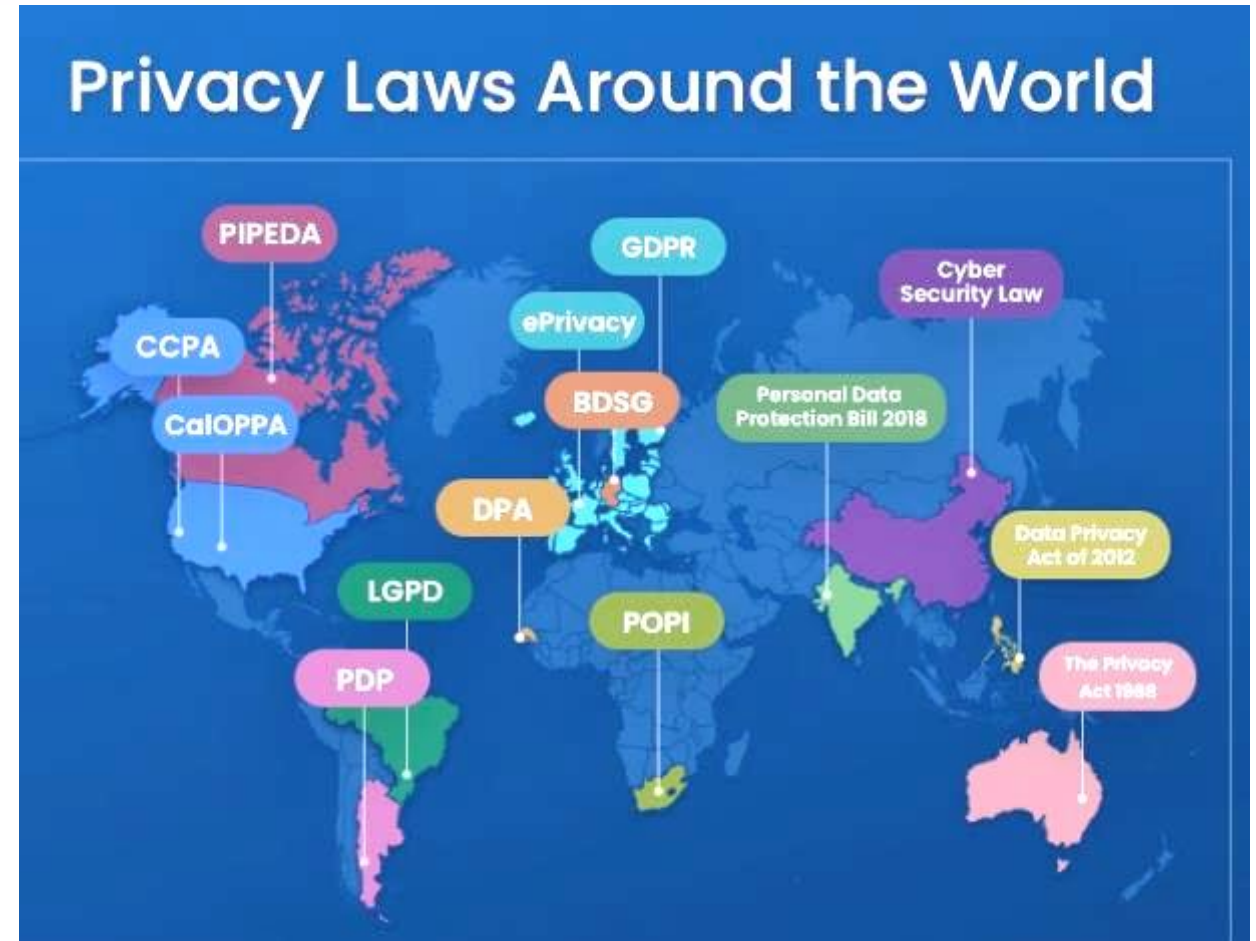 Privacy Laws Around the World
PIPEDA
GDPR
Cyber
Security Law
ePrivacy
CCPA
BDSG
Personal Data
Protection Bill 2018
CalOPPA
DPA
Data Privacy
Act of 2012
LGPD
POPI
PDP
The Privacy
Act 1988